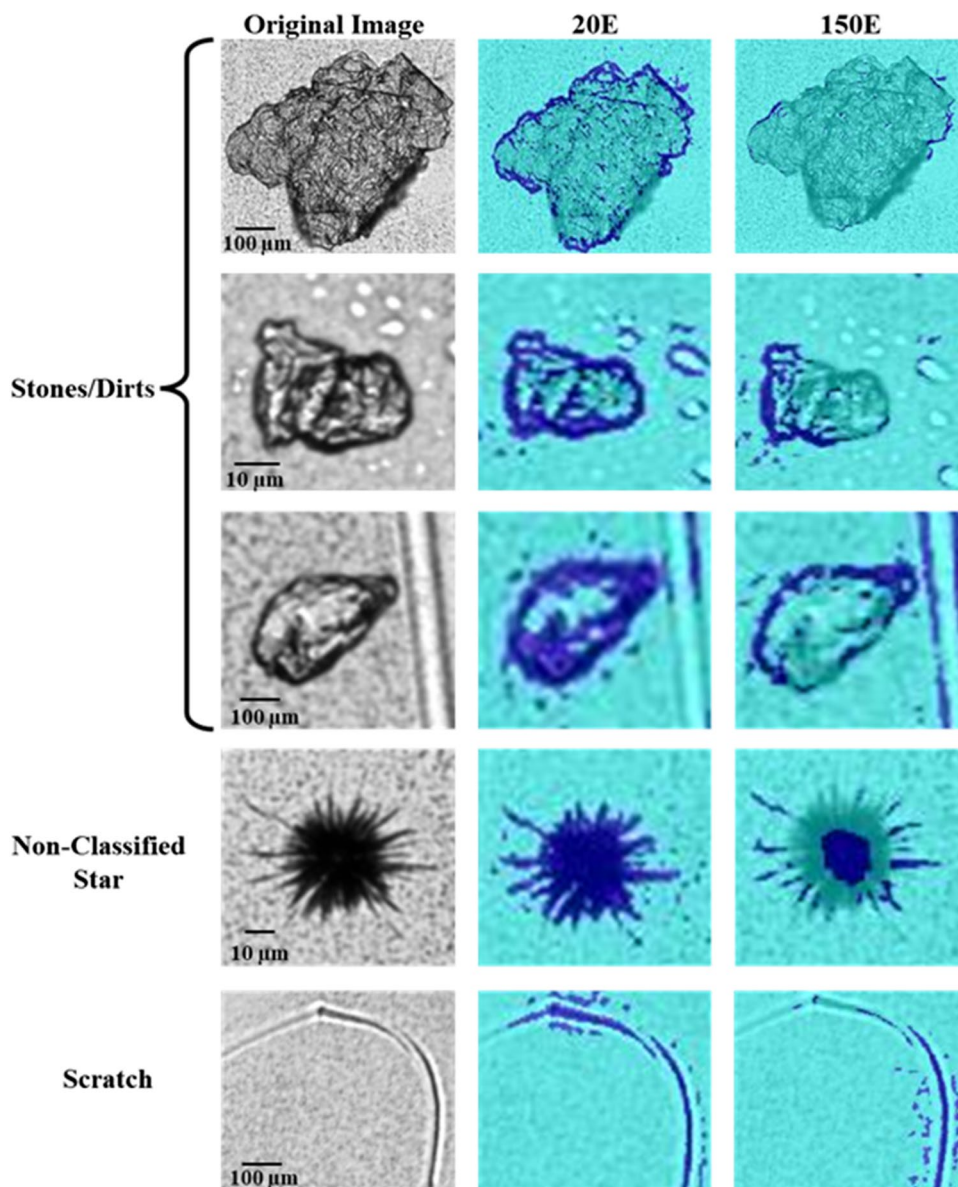 Original Image 20E 150E
100 µm
Stones/Dirts
10 µm
100 µm
Non-Classified
Star
10 µm
Scratch
100 µm